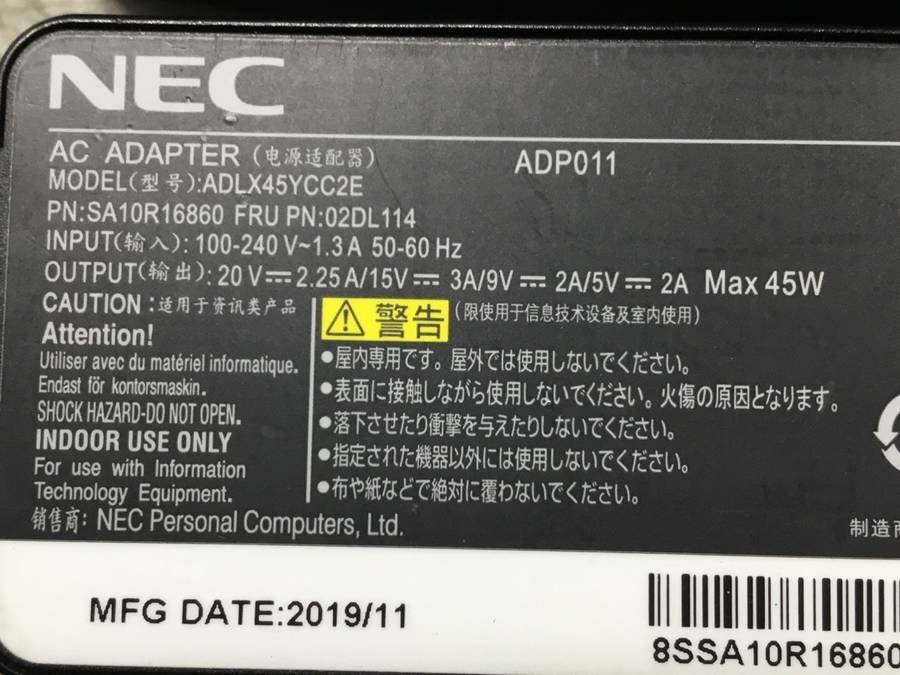 NEC
AC ADAPTER (电源适配器) ADP011
MODEL(型号):ADLX45YCC2E
PN:SA10R16860 FRU PN:02DL114
INPUT(输入): 100-240 V~1.3 A 50-60 Hz
OUTPUT(输出): 20 V⎓2.25 A/15V⎓ 3A/9V⎓ 2A/5V⎓ 2A Max 45W
CAUTION :适用于资讯类产品
Attention!
Utiliser avec du matériel informatique.
Endast för kontorsmaskin.
SHOCK HAZARD-DO NOT OPEN.
INDOOR USE ONLY
For use with Information
Technology Equipment.
⚠警告 (限使用于信息技术设备及室内使用)
●屋内専用です。屋外では使用しないでください。
●表面に接触しながら使用しないでください。火傷の原因となります。
●落下させたり衝撃を与えたりしないでください。
●指定された機器以外には使用しないでください。
●布や紙などで絶対に覆わないでください。
销售商: NEC Personal Computers, Ltd.
制造商
MFG DATE:2019/11
8SSA10R16860